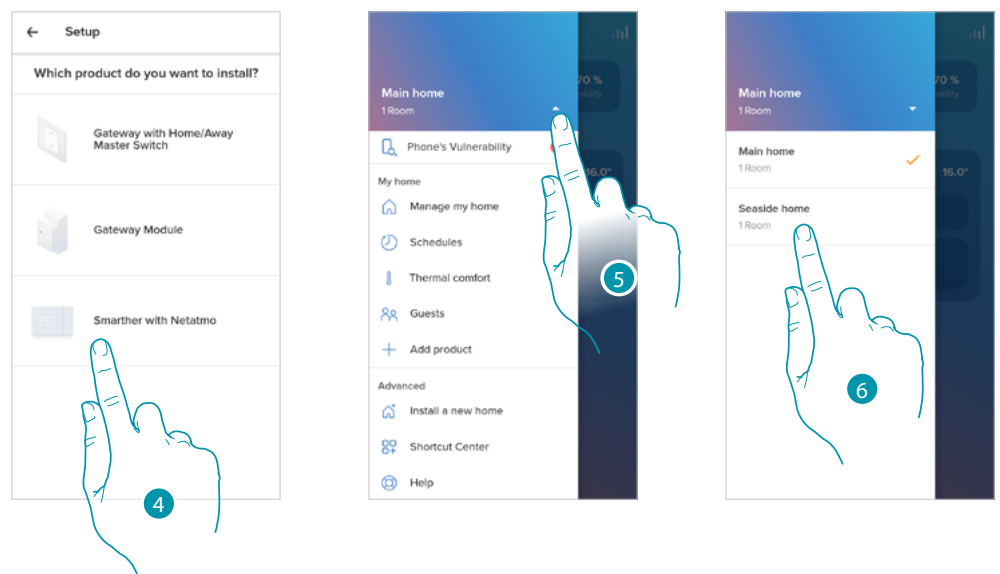 Setup
Which product do you want to install?
Gateway with Home/Away
Master Switch
Gateway Module
Smarther with Netatmo
4
Main home
1 Room
70 %
Phone's Vulnerability
My home
16.0°
Manage my home
Schedules
Thermal comfort
Guests
Add product
Advanced
Install a new home
Shortcut Center
Help
5
Main home
1 Room
70 %
Main home
1 Room
16.0°
Seaside home
1 Room
6